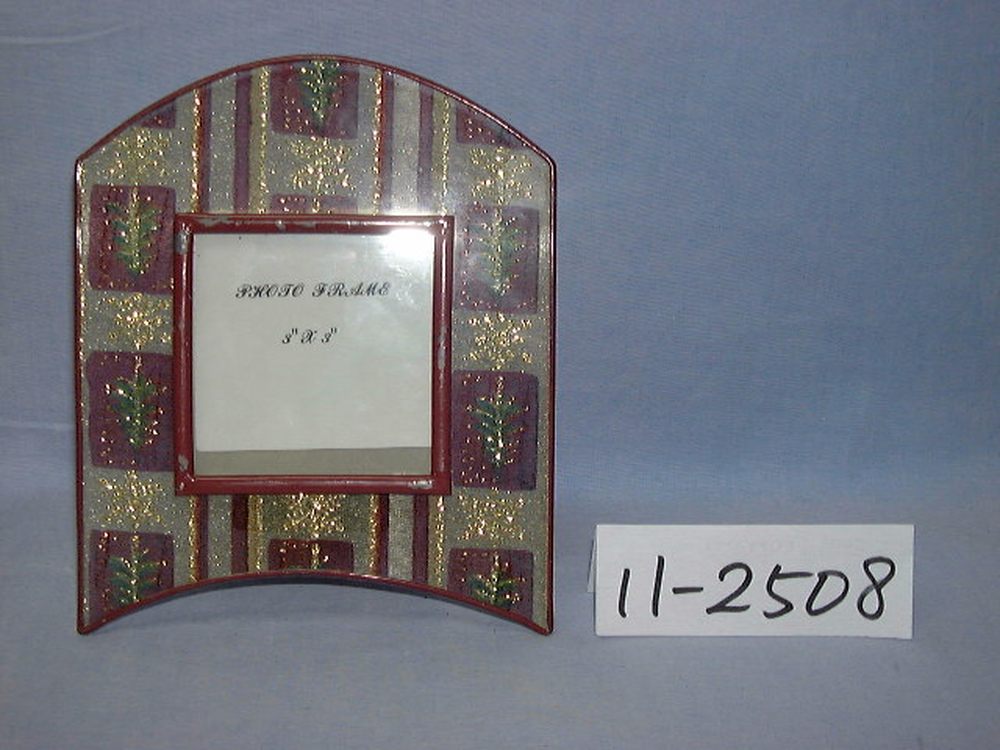 PHOTO FRAME
3" X 3"
11-2508